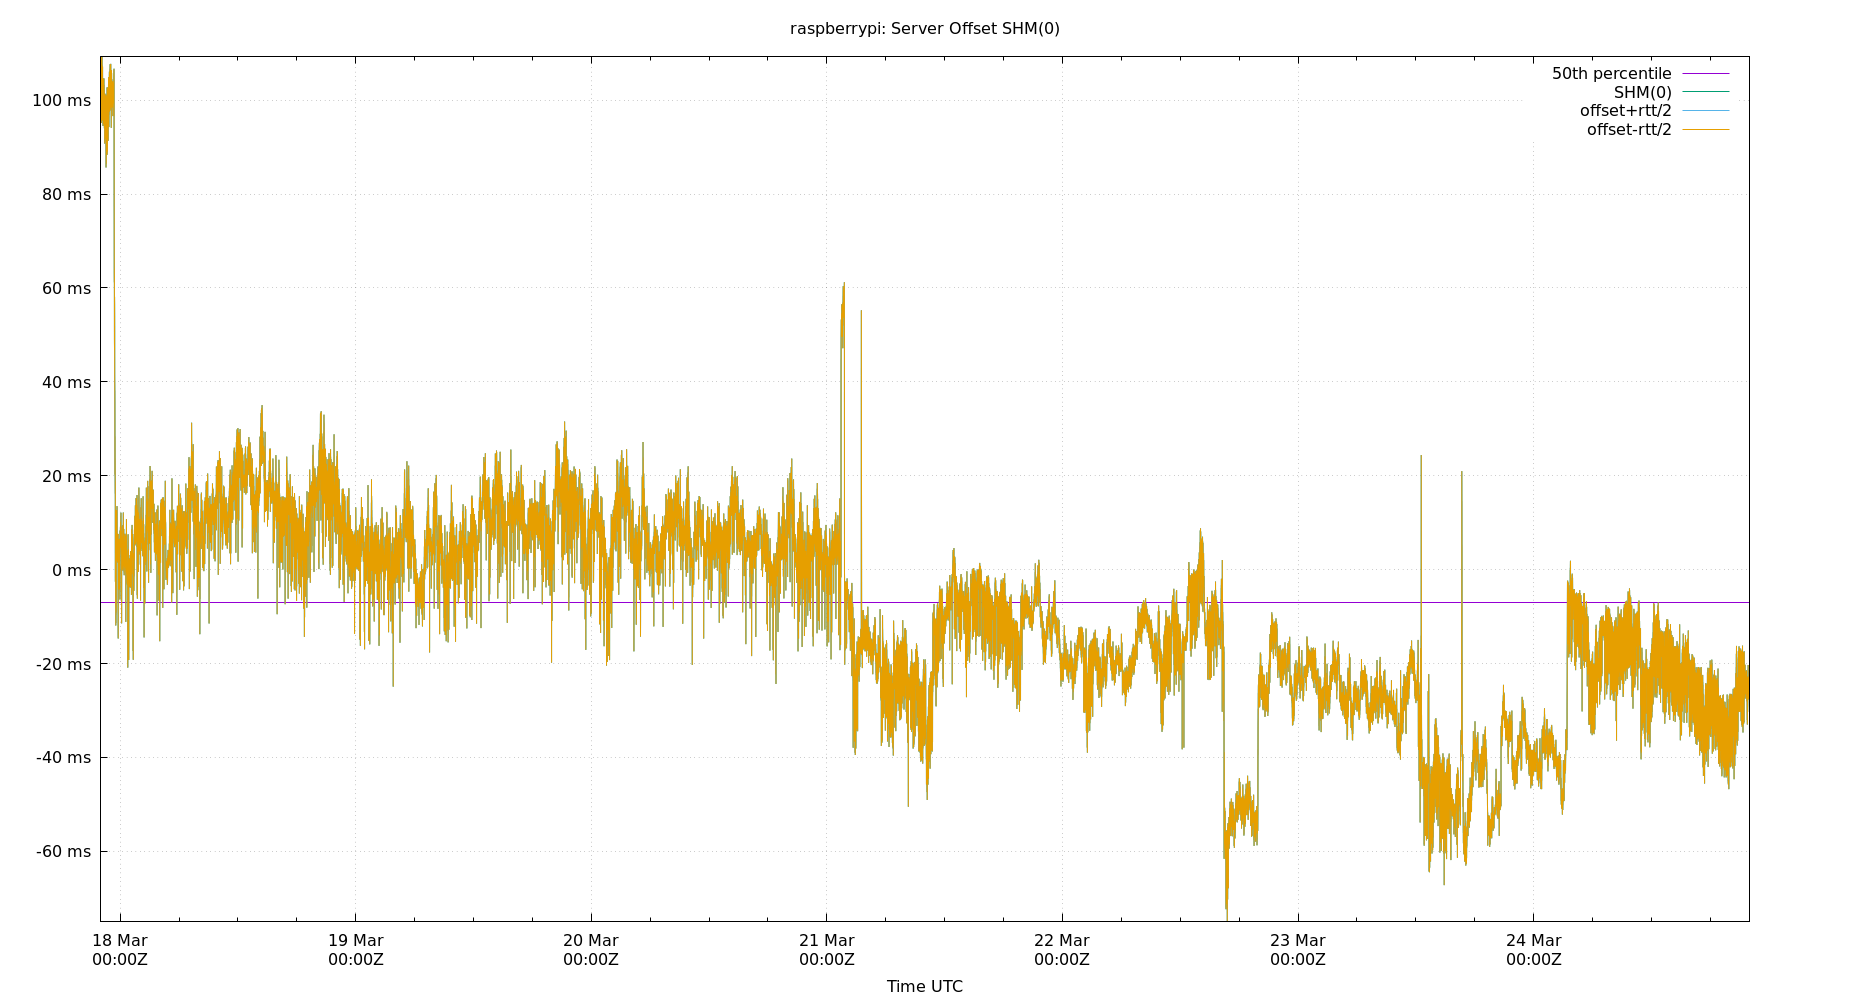 raspberrypi: Server Offset SHM(0)
50th percentile
SHM(0)
offset+rtt/2
offset-rtt/2
100 ms
80 ms
60 ms
40 ms
20 ms
0 ms
-20 ms
-40 ms
-60 ms
18 Mar 19 Mar 20 Mar 21 Mar 22 Mar 23 Mar 24 Mar
00:00Z 00:00Z 00:00Z 00:00Z 00:00Z 00:00Z 00:00Z
Time UTC